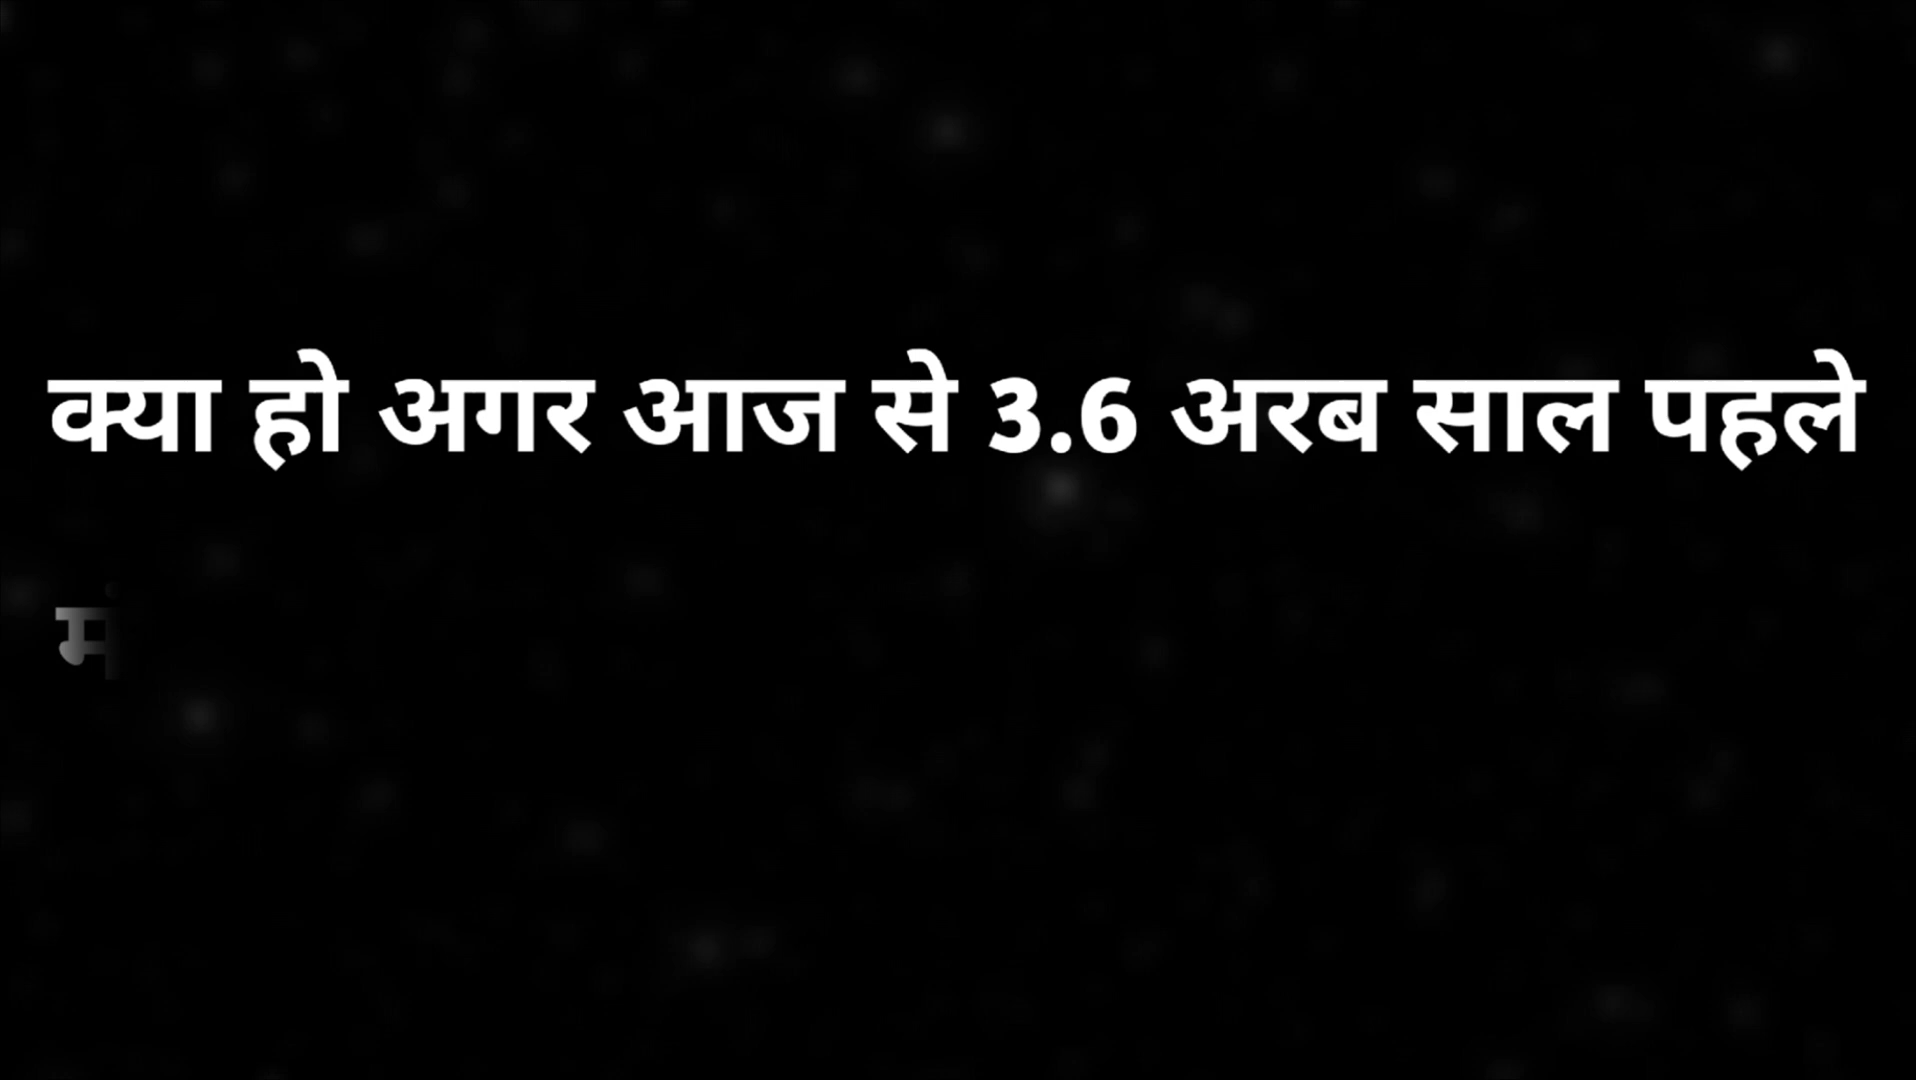 क्या हो अगर आज से 3.6 अरब साल पहले
मं